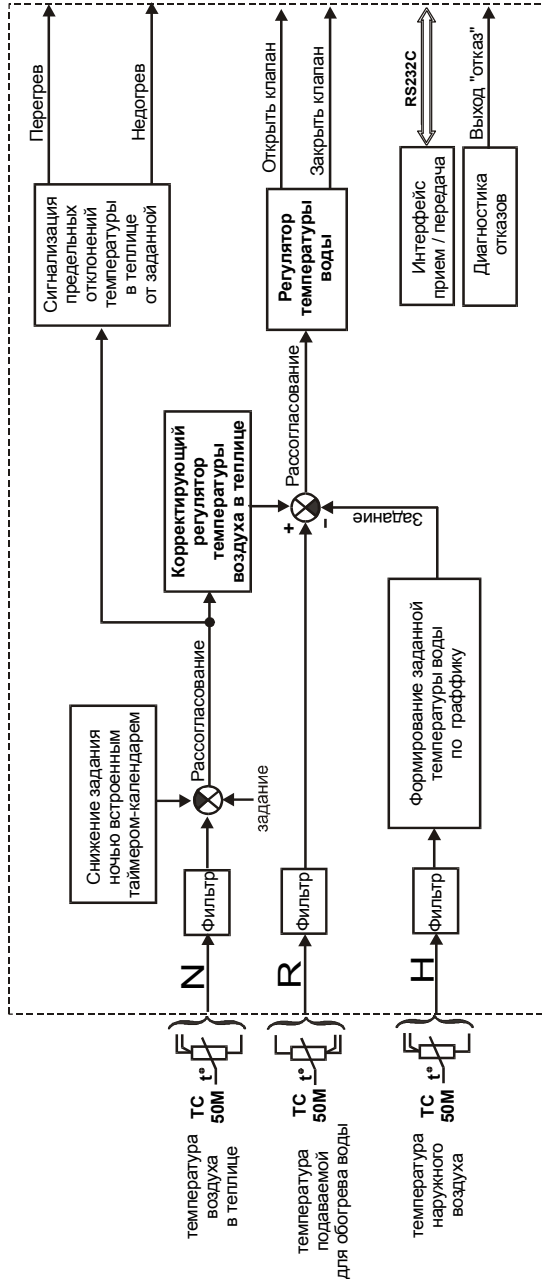 температура
воздуха
в теплице
ТС
50М
t°
N
Фильтр
Снижение задания
ночью встроенным
таймером-календарем
задание
Рассогласование
Корректирующий
регулятор
температуры
воздуха в теплице
Сигнализация
предельных
отклонений
температуры
в теплице
от заданной
Перегрев
Недогрев
температура
подаваемой
для обогрева воды
ТС
50М
t°
R
Фильтр
+
-
Рассогласование
Регулятор
температуры
воды
Открыть клапан
Закрыть клапан
температура
наружного
воздуха
ТС
50М
t°
H
Фильтр
Формирование заданной
температуры воды
по граффику
Задание
Интерфейс
прием / передача
RS232C
Диагностика
отказов
Выход "отказ"